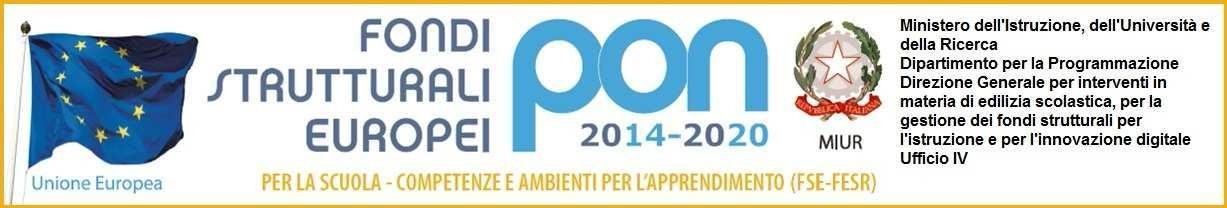 FONDI
STRUTTURALI
EUROPEI
pon
2014-2020
Unione Europea
PER LA SCUOLA - COMPETENZE E AMBIENTI PER L'APPRENDIMENTO (FSE-FESR)
REPVBBLICA ITALIANA
MIUR
Ministero dell'Istruzione, dell'Università e
della Ricerca
Dipartimento per la Programmazione
Direzione Generale per interventi in
materia di edilizia scolastica, per la
gestione dei fondi strutturali per
l'istruzione e per l'innovazione digitale
Ufficio IV